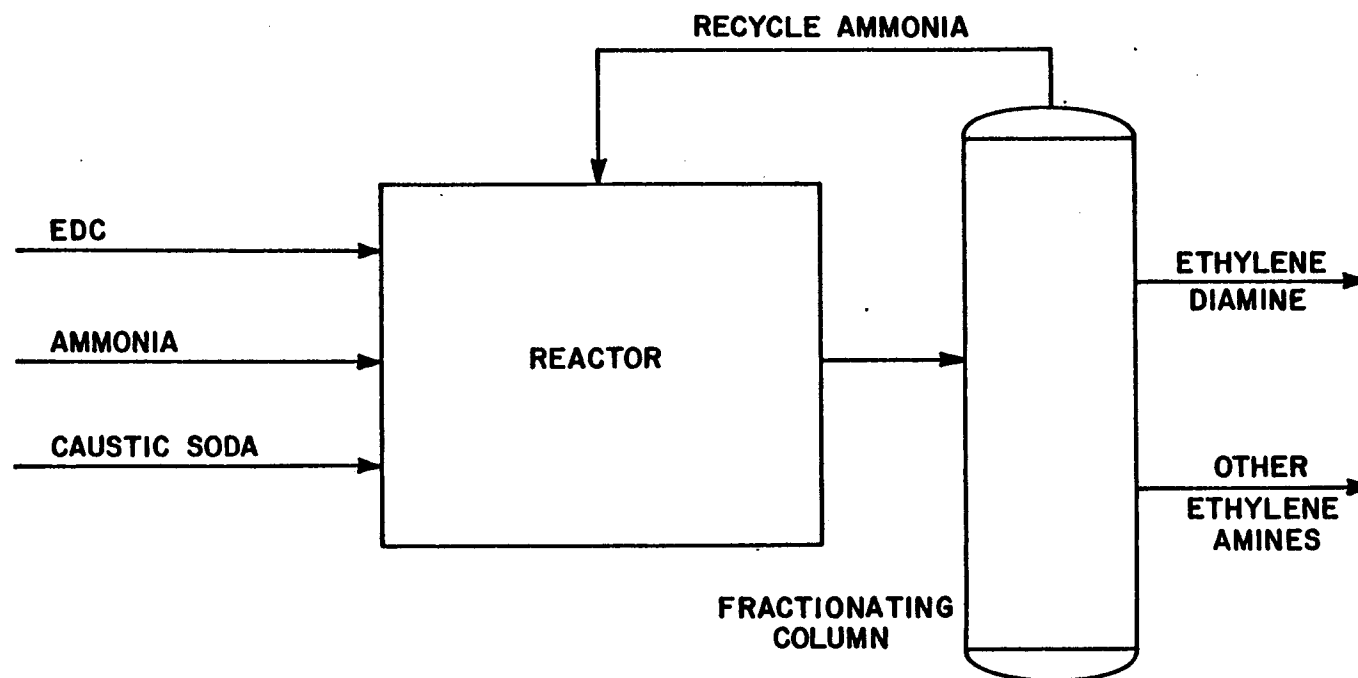 RECYCLE AMMONIA
EDC
AMMONIA
CAUSTIC SODA
REACTOR
ETHYLENE
DIAMINE
OTHER
ETHYLENE
AMINES
FRACTIONATING
COLUMN